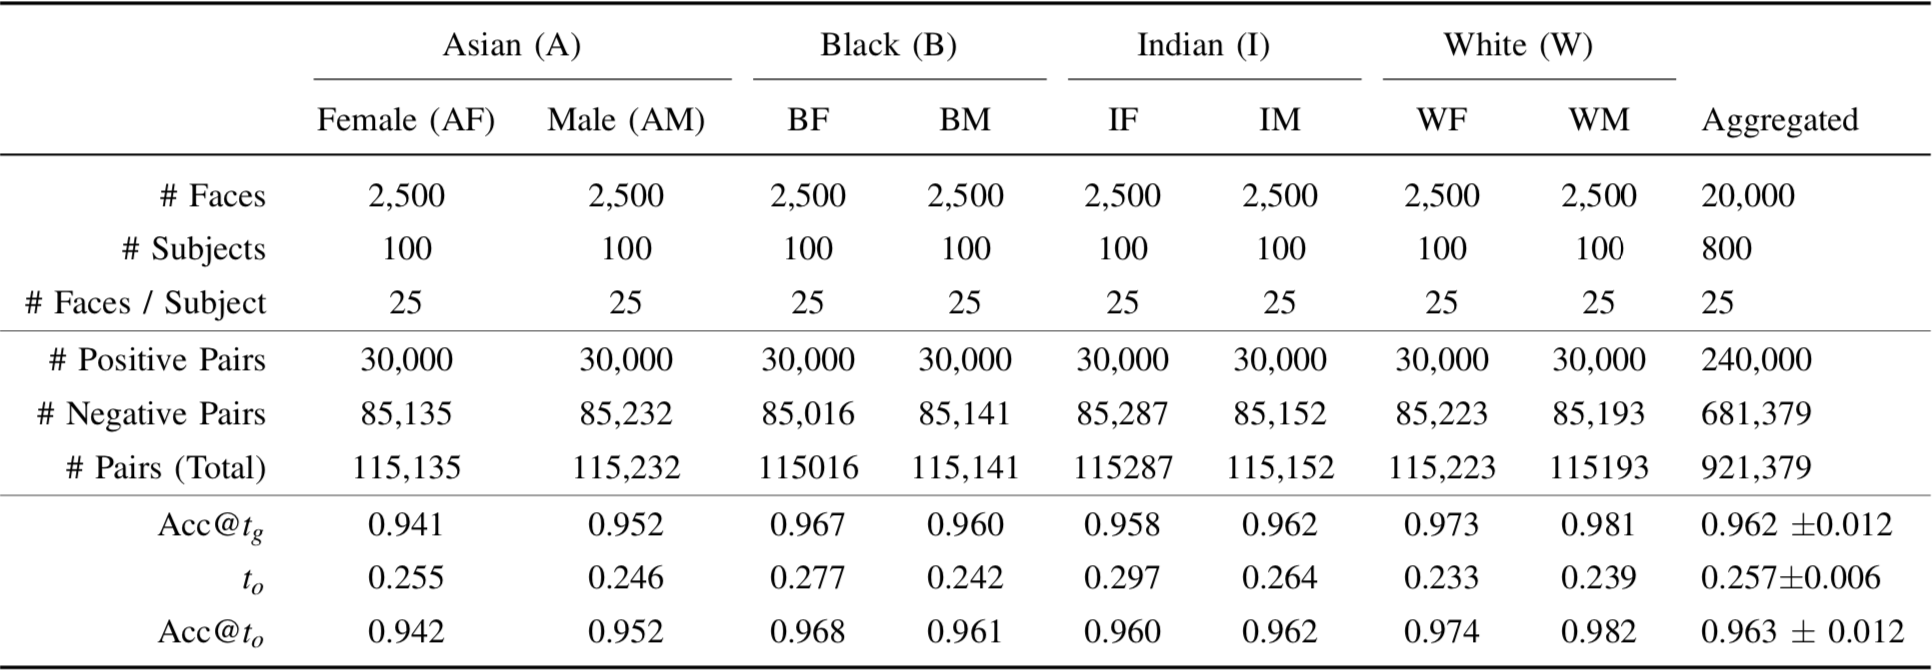 Asian (A) Black (B) Indian (I) White (W)
Female (AF) Male (AM) BF BM IF IM WF WM Aggregated
# Faces 2,500 2,500 2,500 2,500 2,500 2,500 2,500 2,500 20,000
# Subjects 100 100 100 100 100 100 100 100 800
# Faces / Subject 25 25 25 25 25 25 25 25 25
# Positive Pairs 30,000 30,000 30,000 30,000 30,000 30,000 30,000 30,000 240,000
# Negative Pairs 85,135 85,232 85,016 85,141 85,287 85,152 85,223 85,193 681,379
# Pairs (Total) 115,135 115,232 115016 115,141 115287 115,152 115,223 115193 921,379
Acc@t_g 0.941 0.952 0.967 0.960 0.958 0.962 0.973 0.981 0.962 ±0.012
t_o 0.255 0.246 0.277 0.242 0.297 0.264 0.233 0.239 0.257±0.006
Acc@t_o 0.942 0.952 0.968 0.961 0.960 0.962 0.974 0.982 0.963 ± 0.012